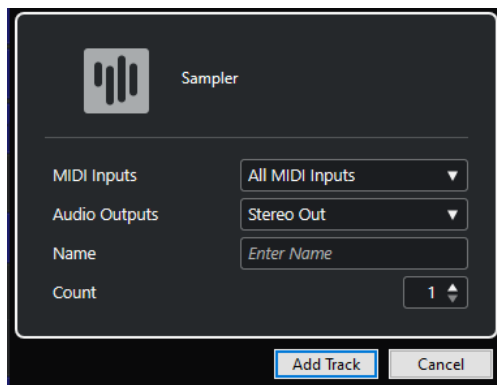 Sampler
MIDI Inputs All MIDI Inputs
Audio Outputs Stereo Out
Name Enter Name
Count 1
Add Track Cancel